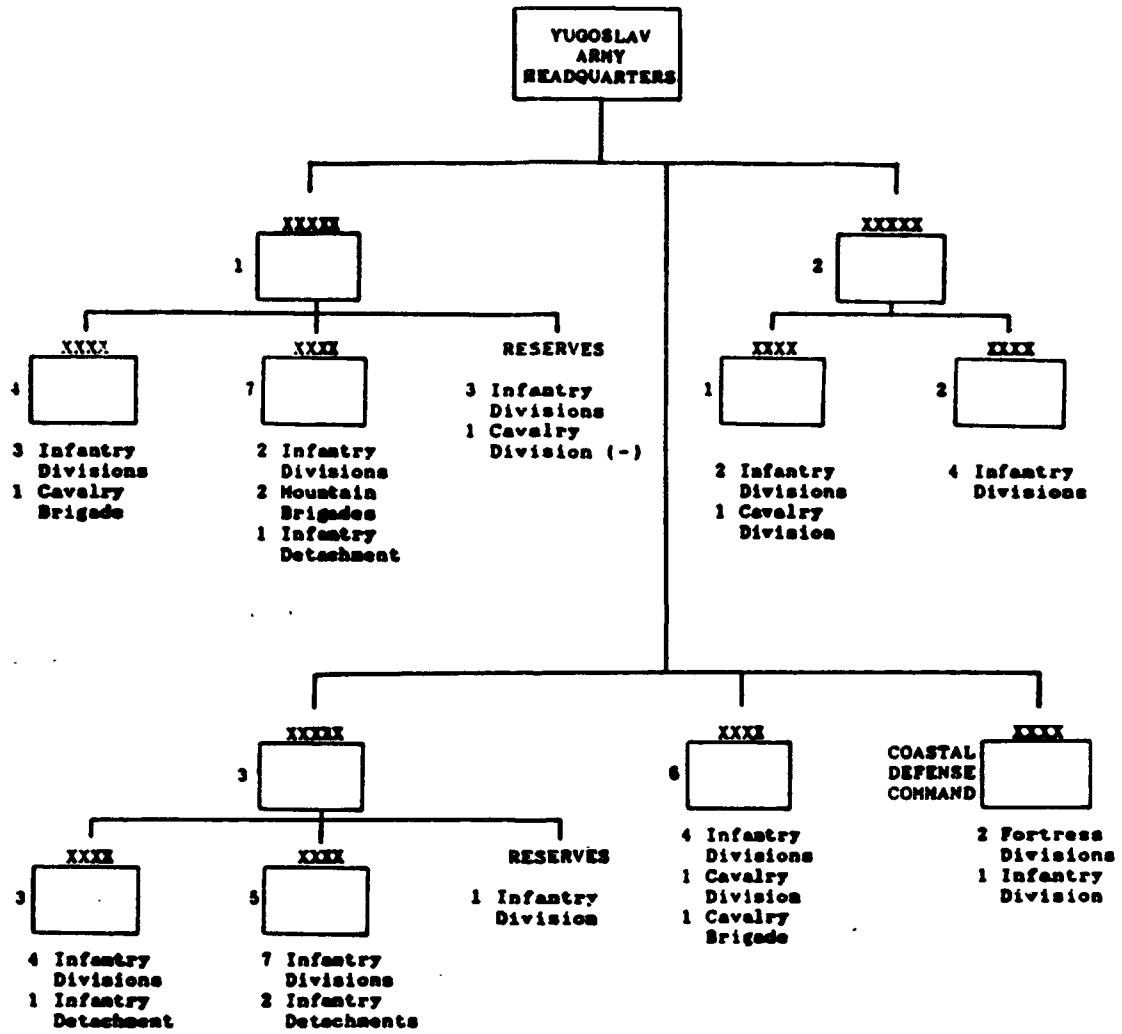 YUGOSLAV
ARMY
HEADQUARTERS
XXXXX
1
XXXXX
2
XXXX
4
3 Infantry
Divisions
1 Cavalry
Brigade
XXXX
7
2 Infantry
Divisions
2 Mountain
Brigades
1 Infantry
Detachment
RESERVES
3 Infantry
Divisions
1 Cavalry
Division (-)
XXXX
1
2 Infantry
Divisions
1 Cavalry
Division
XXXX
2
4 Infantry
Divisions
XXXXX
3
XXXX
6
4 Infantry
Divisions
1 Cavalry
Division
1 Cavalry
Brigade
XXXX
COASTAL
DEFENSE
COMMAND
2 Fortress
Divisions
1 Infantry
Division
XXXX
3
4 Infantry
Divisions
1 Infantry
Detachment
XXXX
5
7 Infantry
Divisions
2 Infantry
Detachments
RESERVES
1 Infantry
Division